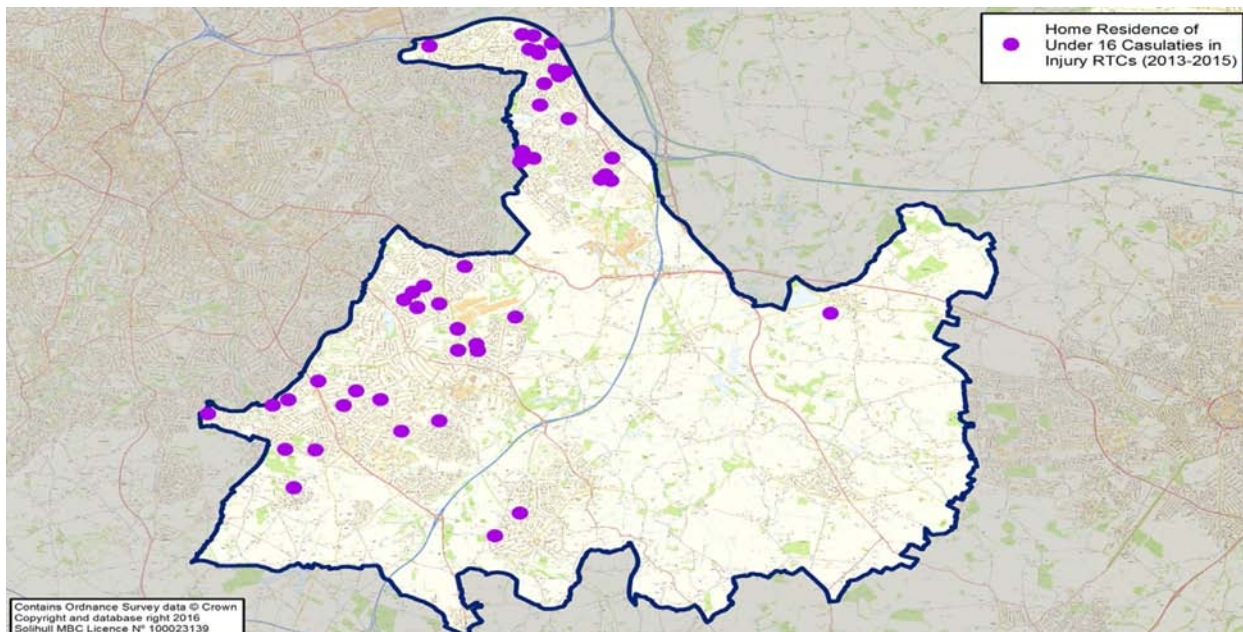 Home Residence of
Under 16 Casulaties in
Injury RTCs (2013-2015)
Contains Ordnance Survey data © Crown
Copyright and database right 2016
Solihull MBC Licence Nº 100023139